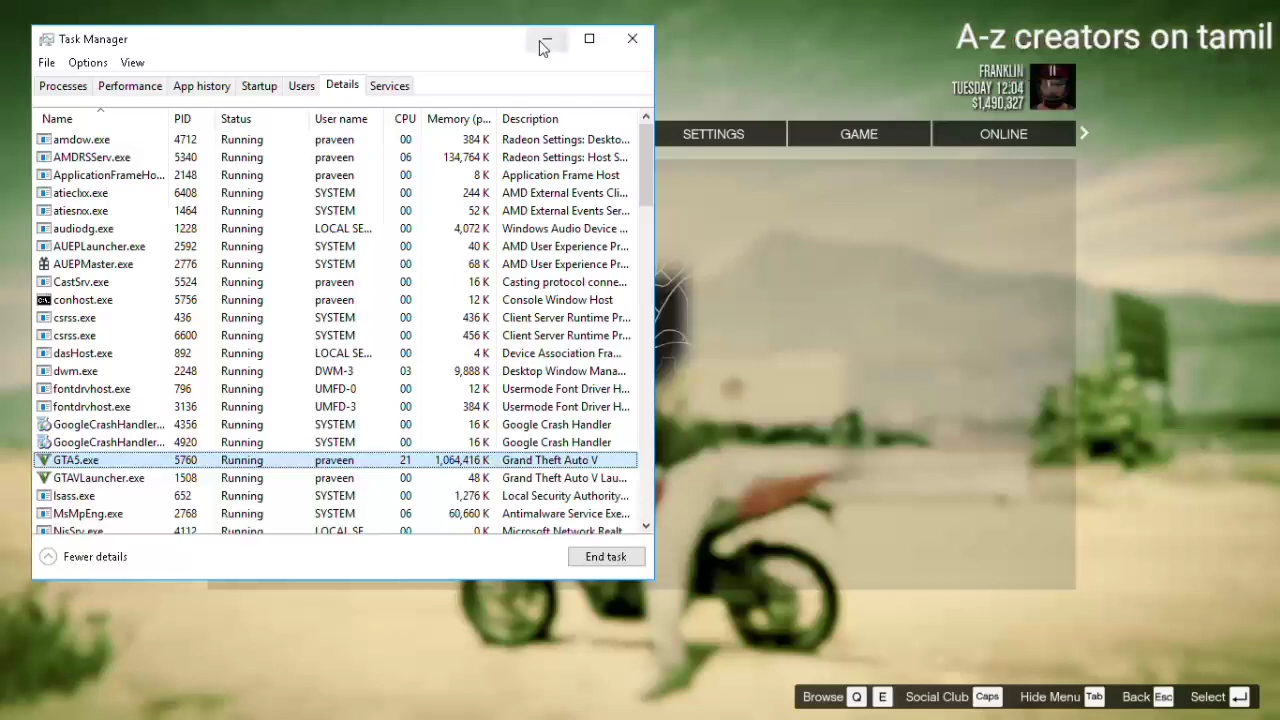 Task Manager
A-z creators on tamil
File Options View
FRANKLIN
TUESDAY 12:04
$1,490,327
Processes Performance App history Startup Users Details Services
SETTINGS GAME ONLINE
Name PID Status User name CPU Memory (p... Description
amdow.exe 4712 Running praveen 00 384 K Radeon Settings: Deskto...
AMDRSServ.exe 5340 Running praveen 06 134,764 K Radeon Settings: Host S...
ApplicationFrameHo... 2148 Running praveen 00 8 K Application Frame Host
atieclxx.exe 6408 Running SYSTEM 00 244 K AMD External Events Cli...
atiesrxx.exe 1464 Running SYSTEM 00 52 K AMD External Events Ser...
audiodg.exe 1228 Running LOCAL SE... 00 4,072 K Windows Audio Device ...
AUEPLauncher.exe 2592 Running SYSTEM 00 40 K AMD User Experience Pr...
AUEPMaster.exe 2776 Running SYSTEM 00 68 K AMD User Experience Pr...
CastSrv.exe 5524 Running praveen 00 16 K Casting protocol conne...
conhost.exe 5756 Running praveen 00 12 K Console Window Host
csrss.exe 436 Running SYSTEM 00 436 K Client Server Runtime Pr...
csrss.exe 6600 Running SYSTEM 00 456 K Client Server Runtime Pr...
dasHost.exe 892 Running LOCAL SE... 00 4 K Device Association Fra...
dwm.exe 2248 Running DWM-3 03 9,888 K Desktop Window Mana...
fontdrvhost.exe 796 Running UMFD-0 00 12 K Usermode Font Driver H...
fontdrvhost.exe 3136 Running UMFD-3 00 384 K Usermode Font Driver H...
GoogleCrashHandler... 4356 Running SYSTEM 00 16 K Google Crash Handler
GoogleCrashHandler... 4920 Running SYSTEM 00 16 K Google Crash Handler
GTA5.exe 5760 Running praveen 21 1,064,416 K Grand Theft Auto V
GTAVLauncher.exe 1508 Running praveen 00 48 K Grand Theft Auto V Lau...
lsass.exe 652 Running SYSTEM 00 1,276 K Local Security Authority...
MsMpEng.exe 2768 Running SYSTEM 06 60,660 K Antimalware Service Exe...
NisSrv.exe 4112 Running LOCAL SE... 00 0 K Microsoft Network Realt...
Fewer details End task
Browse Q E Social Club Caps Hide Menu Tab Back Esc Select